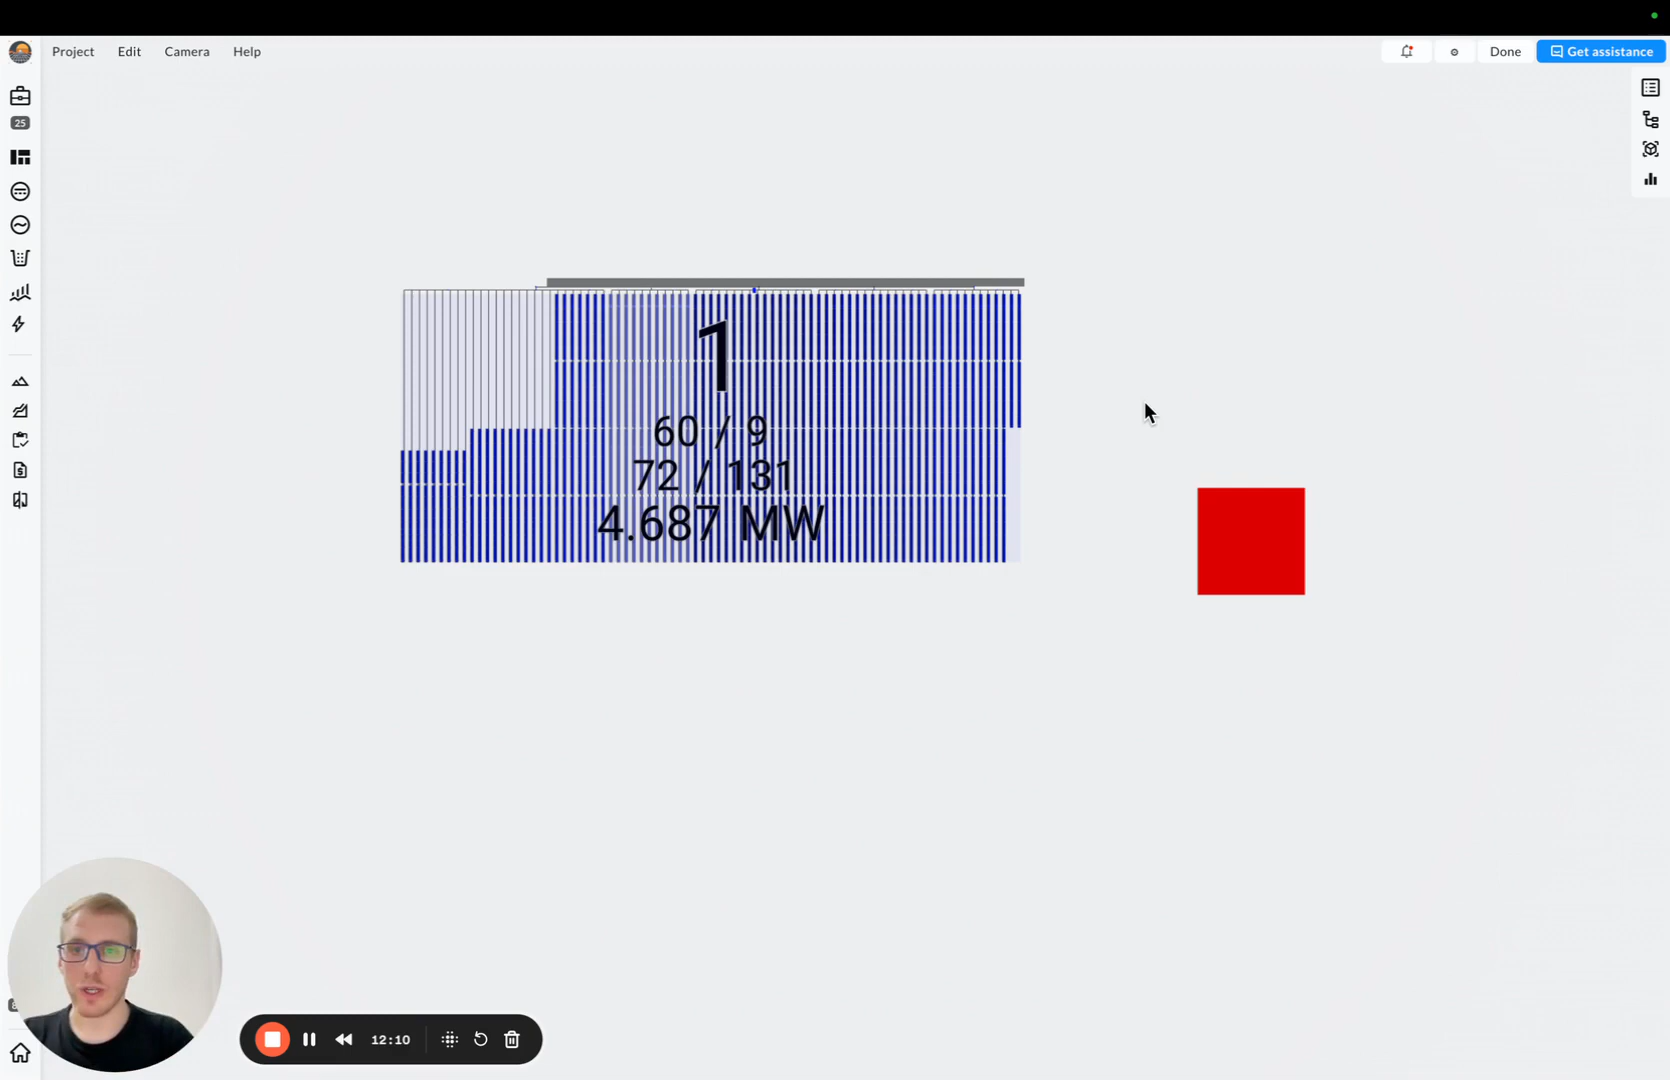 Project Edit Camera Help
Done Get assistance
25
1
60 / 9
72 / 131
4.687 MW
12:10